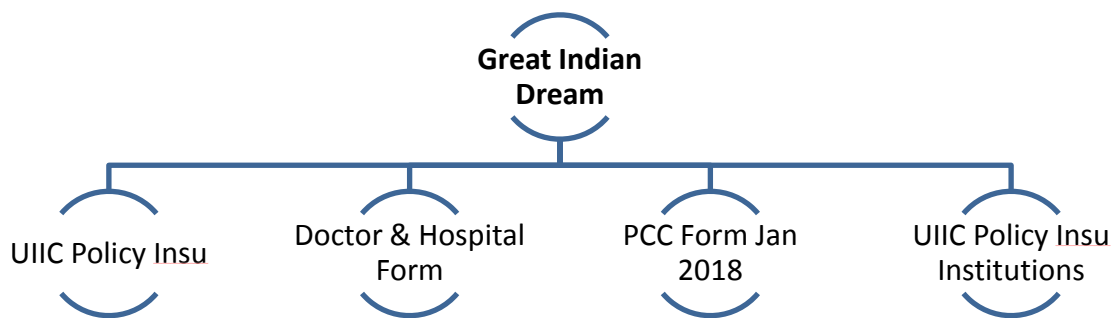 Great Indian
Dream
UIIC Policy Insu
Doctor & Hospital
Form
PCC Form Jan
2018
UIIC Policy Insu
Institutions